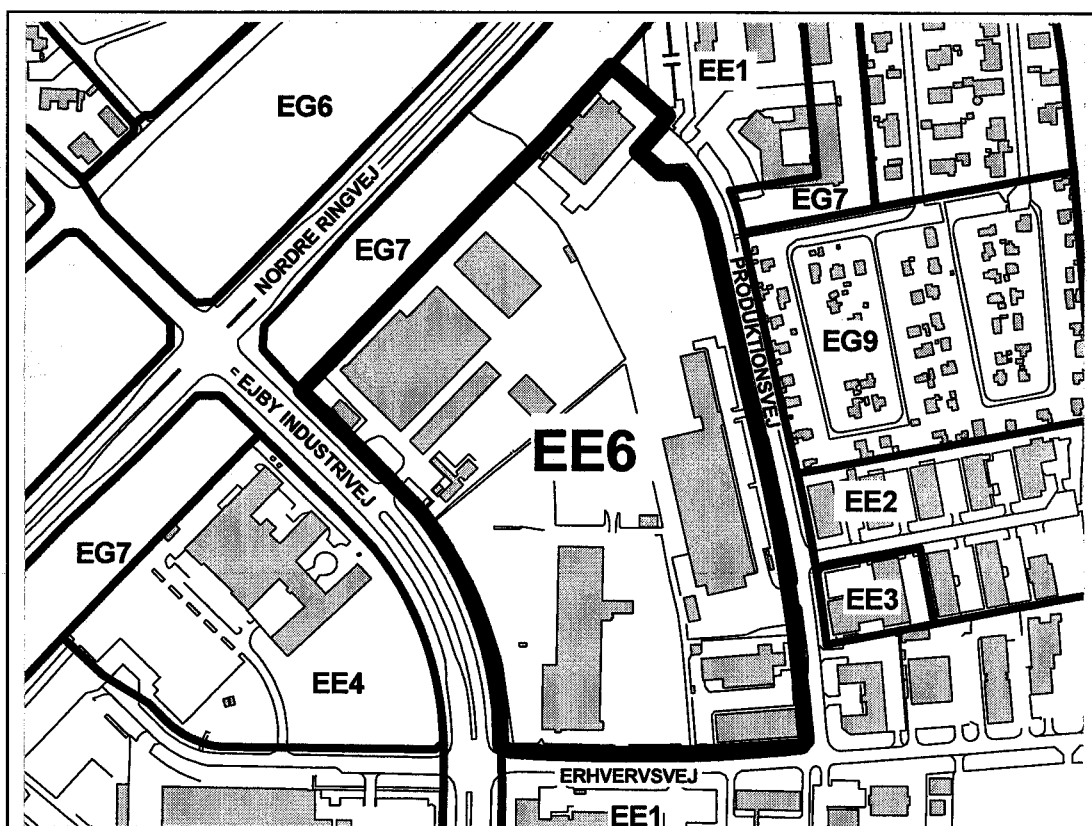 EE1
EG6
NORDRE RINGVEJ
EG7
EG7
PRODUKTIONSVEJ
EG9
EJBY INDUSTRIVEJ
EE6
EE2
EG7
EE3
EE4
ERHVERVSVEJ
EE1